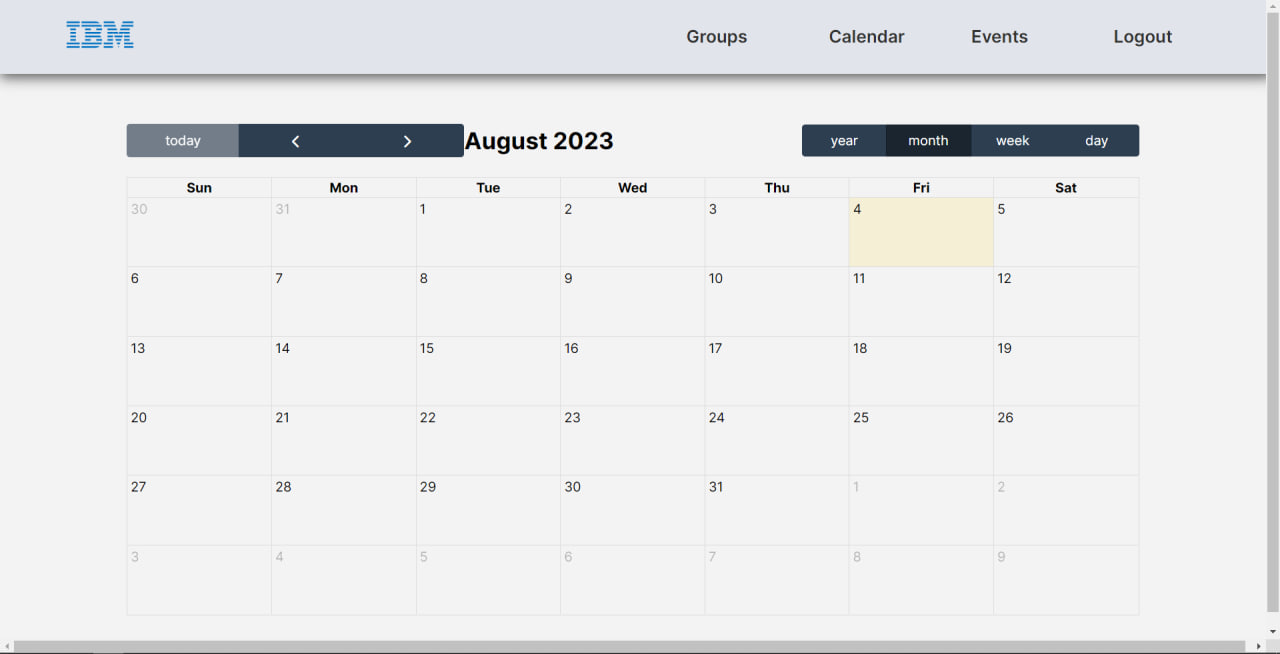 IBM Groups Calendar Events Logout
today August 2023 year month week day
Sun Mon Tue Wed Thu Fri Sat
30 31 1 2 3 4 5
6 7 8 9 10 11 12
13 14 15 16 17 18 19
20 21 22 23 24 25 26
27 28 29 30 31 1 2
3 4 5 6 7 8 9